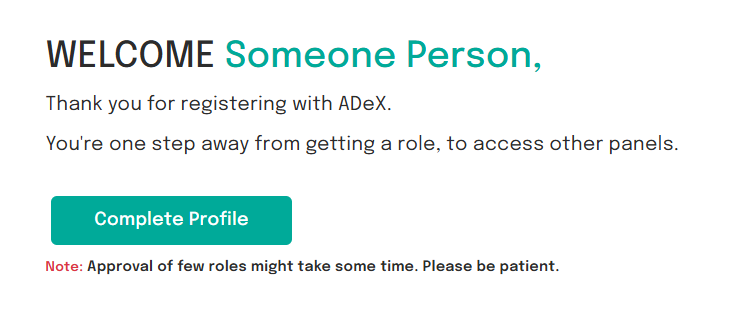 WELCOME Someone Person,
Thank you for registering with ADeX.
You're one step away from getting a role, to access other panels.
Complete Profile
Note: Approval of few roles might take some time. Please be patient.